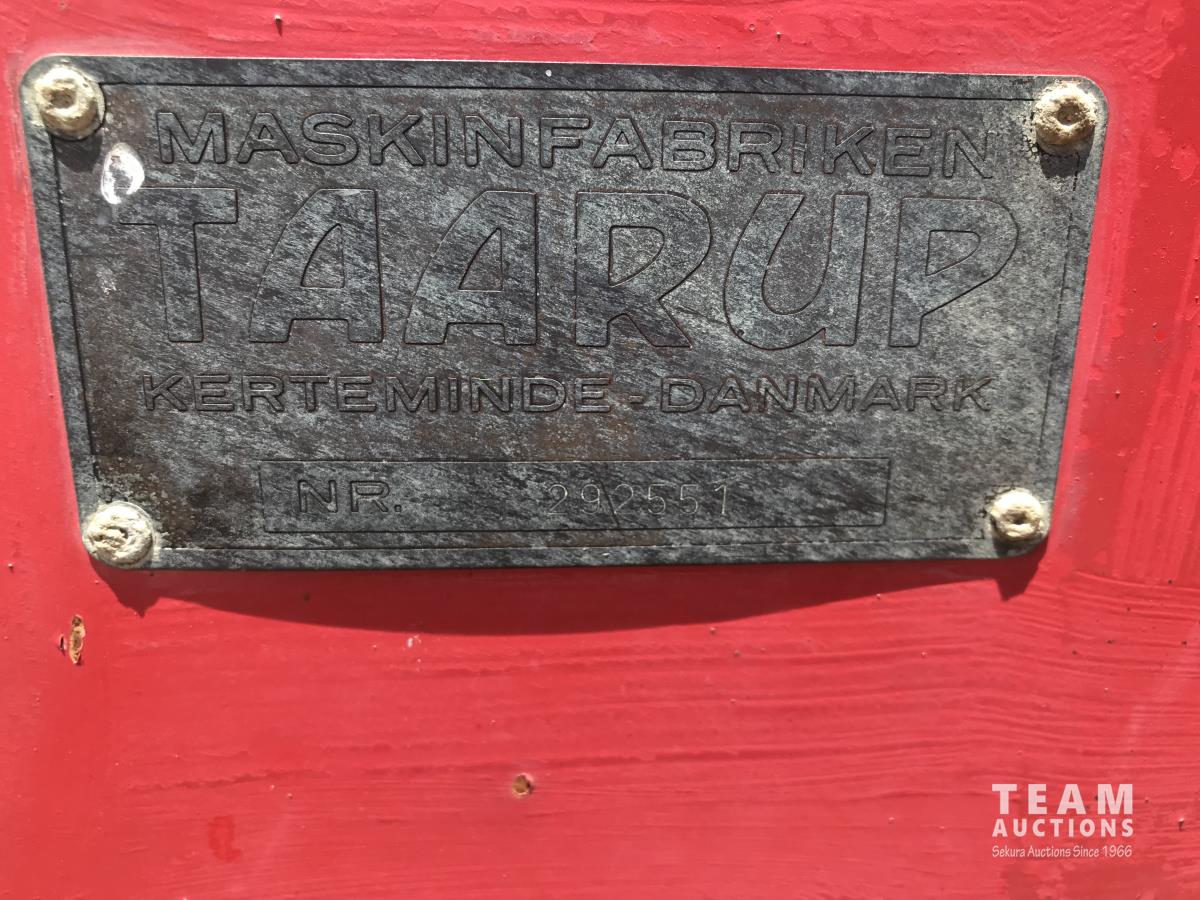 MASKINFABRIKEN
TAARUP
KERTEMINDE - DANMARK
NR. 292551
TEAM
AUCTIONS
Sekura Auctions Since 1966